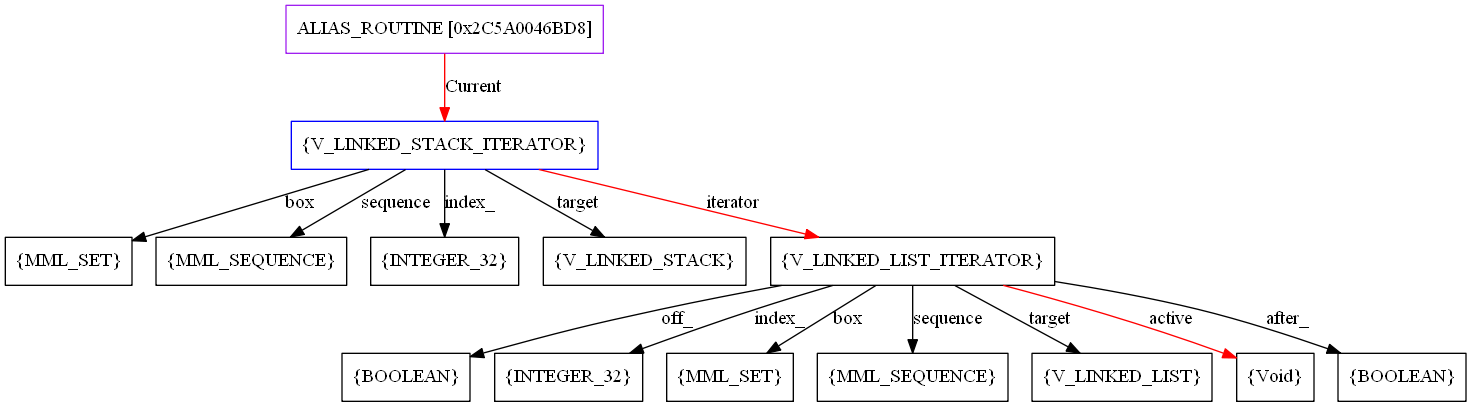 ALIAS_ROUTINE [0x2C5A0046BD8]
Current
{V_LINKED_STACK_ITERATOR}
box sequence index_ target iterator
{MML_SET} {MML_SEQUENCE} {INTEGER_32} {V_LINKED_STACK} {V_LINKED_LIST_ITERATOR}
off_ index_ box sequence target active after_
{BOOLEAN} {INTEGER_32} {MML_SET} {MML_SEQUENCE} {V_LINKED_LIST} {Void} {BOOLEAN}